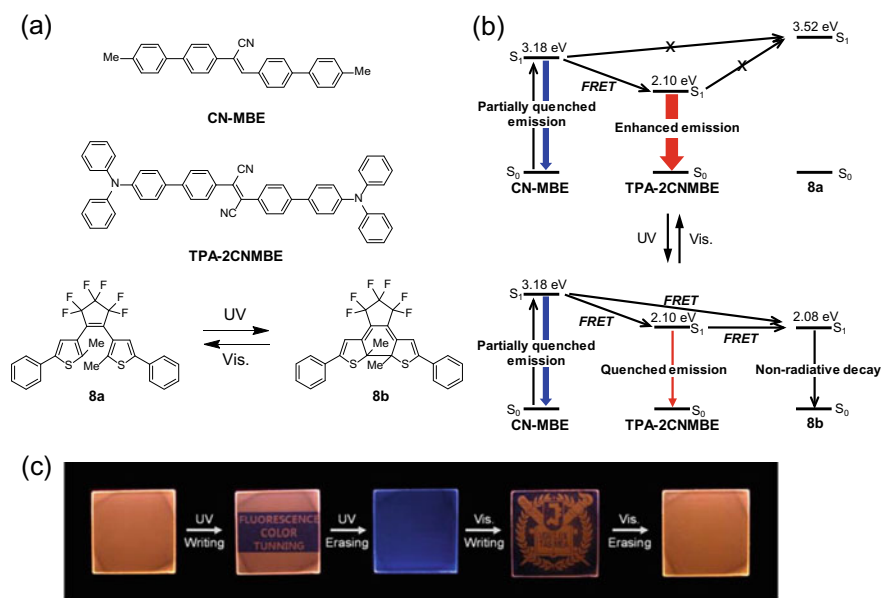 (a)
Me
CN
Me
CN-MBE
N
CN
NC
N
TPA-2CNMBE
F F F F
F F
Me
S Me S
8a
UV
Vis.
F F F F
F F
Me
S Me S
8b
(b)
S1 3.18 eV
3.52 eV S1
x
x
FRET
2.10 eV S1
Partially quenched
emission
Enhanced emission
S0
S0
S0
CN-MBE
TPA-2CNMBE
8a
UV
Vis.
S1 3.18 eV
FRET
FRET
2.10 eV S1
2.08 eV S1
FRET
Partially quenched
emission
Quenched emission
Non-radiative decay
S0
S0
S0
CN-MBE
TPA-2CNMBE
8b
(c)
UV
Writing
FLUORESCENCE
COLOR
TUNNING
UV
Erasing
Vis.
Writing
Vis.
Erasing